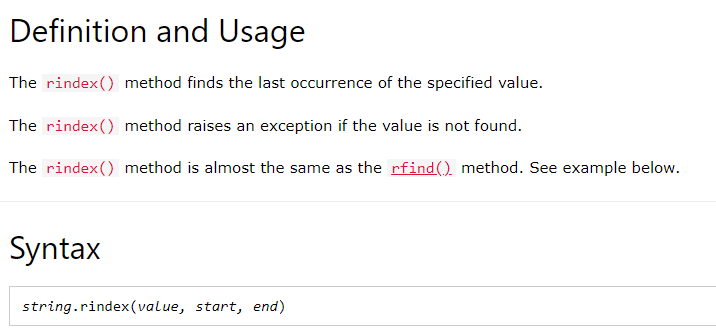 Definition and Usage
The rindex() method finds the last occurrence of the specified value.
The rindex() method raises an exception if the value is not found.
The rindex() method is almost the same as the rfind() method. See example below.
Syntax
string.rindex(value, start, end)